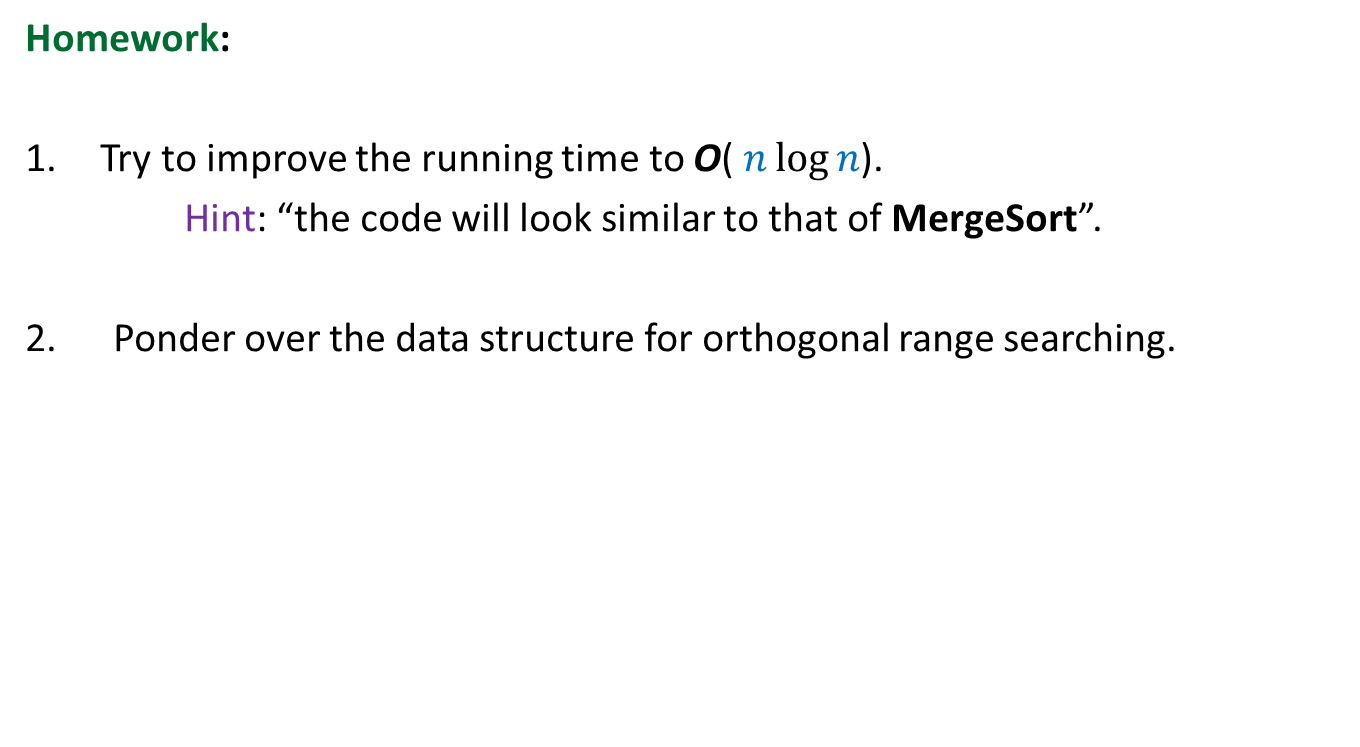 Homework:
1. Try to improve the running time to O( n log n).
Hint: “the code will look similar to that of MergeSort”.
2. Ponder over the data structure for orthogonal range searching.